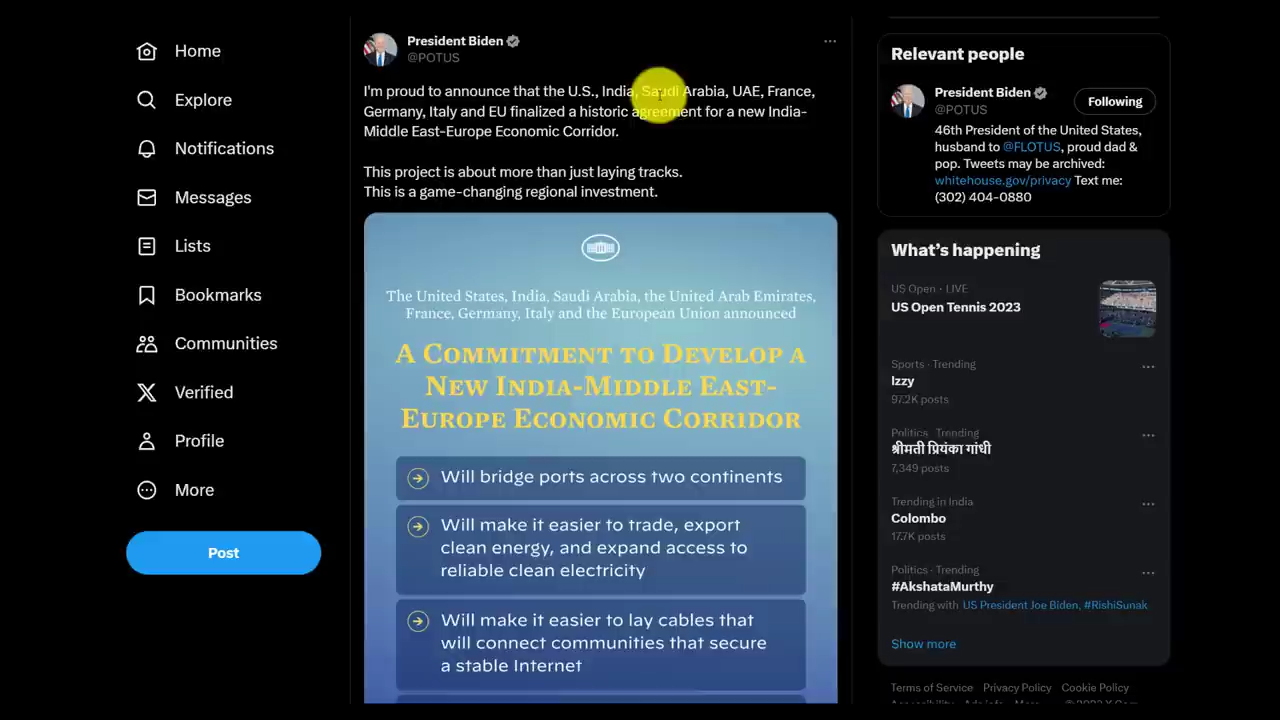 Home
Explore
Notifications
Messages
Lists
Bookmarks
Communities
Verified
Profile
More
Post
President Biden
@POTUS
I'm proud to announce that the U.S., India, Saudi Arabia, UAE, France,
Germany, Italy and EU finalized a historic agreement for a new India-
Middle East-Europe Economic Corridor.
This project is about more than just laying tracks.
This is a game-changing regional investment.
The United States, India, Saudi Arabia, the United Arab Emirates,
France, Germany, Italy and the European Union announced
A Commitment to Develop a
New India-Middle East-
Europe Economic Corridor
Will bridge ports across two continents
Will make it easier to trade, export
clean energy, and expand access to
reliable clean electricity
Will make it easier to lay cables that
will connect communities that secure
a stable Internet
Relevant people
President Biden
Following
@POTUS
46th President of the United States,
husband to @FLOTUS, proud dad &
pop. Tweets may be archived:
whitehouse.gov/privacy Text me:
(302) 404-0880
What's happening
US Open · LIVE
US Open Tennis 2023
Sports · Trending
Izzy
97.2K posts
Politics · Trending
श्रीमती प्रियंका गांधी
7,349 posts
Trending in India
Colombo
17.7K posts
Politics · Trending
#AkshataMurthy
Trending with US President Joe Biden, #RishiSunak
Show more
Terms of Service Privacy Policy Cookie Policy